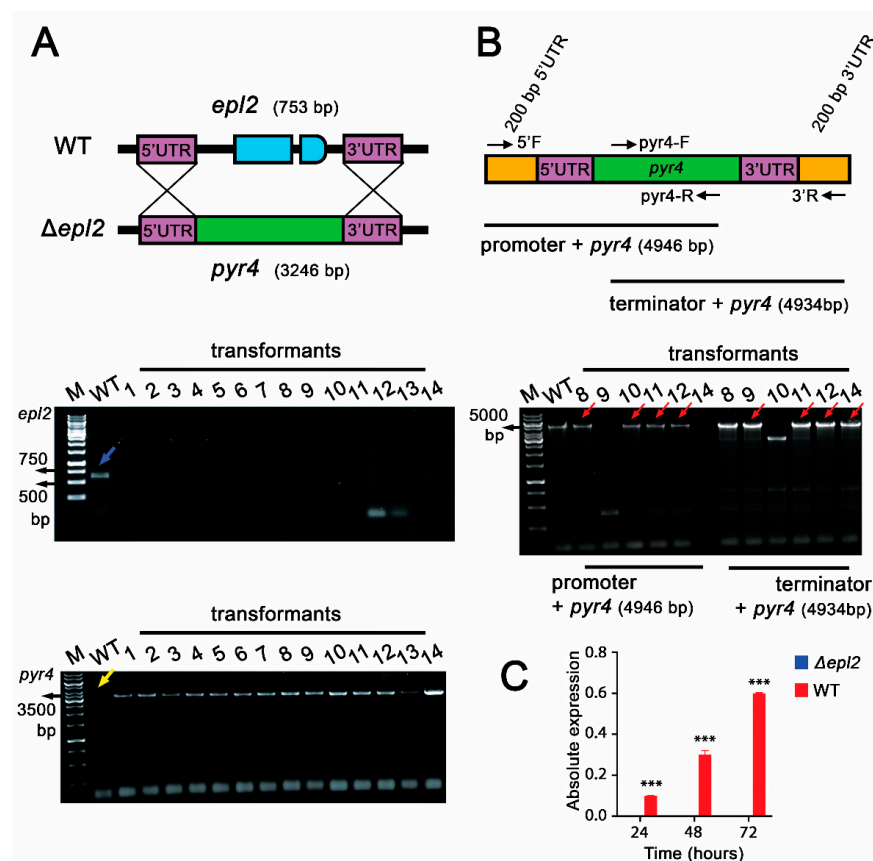 A
epl2 (753 bp)
WT
5'UTR
3'UTR
Δepl2
5'UTR
3'UTR
pyr4 (3246 bp)
transformants
M WT 1 2 3 4 5 6 7 8 9 10 11 12 13 14
epl2
750
500
bp
transformants
M WT 1 2 3 4 5 6 7 8 9 10 11 12 13 14
pyr4
3500
bp
B
200 bp 5'UTR
200 bp 3'UTR
5'F
pyr4-F
5'UTR
pyr4
3'UTR
pyr4-R
3'R
promoter + pyr4 (4946 bp)
terminator + pyr4 (4934bp)
transformants
M WT 8 9 10 11 12 14 8 9 10 11 12 14
5000
bp
promoter
+ pyr4 (4946 bp)
terminator
+ pyr4 (4934bp)
C
Δepl2
WT
Absolute expression
0.8
0.6
0.4
0.2
0.0
***
***
***
24 48 72
Time (hours)